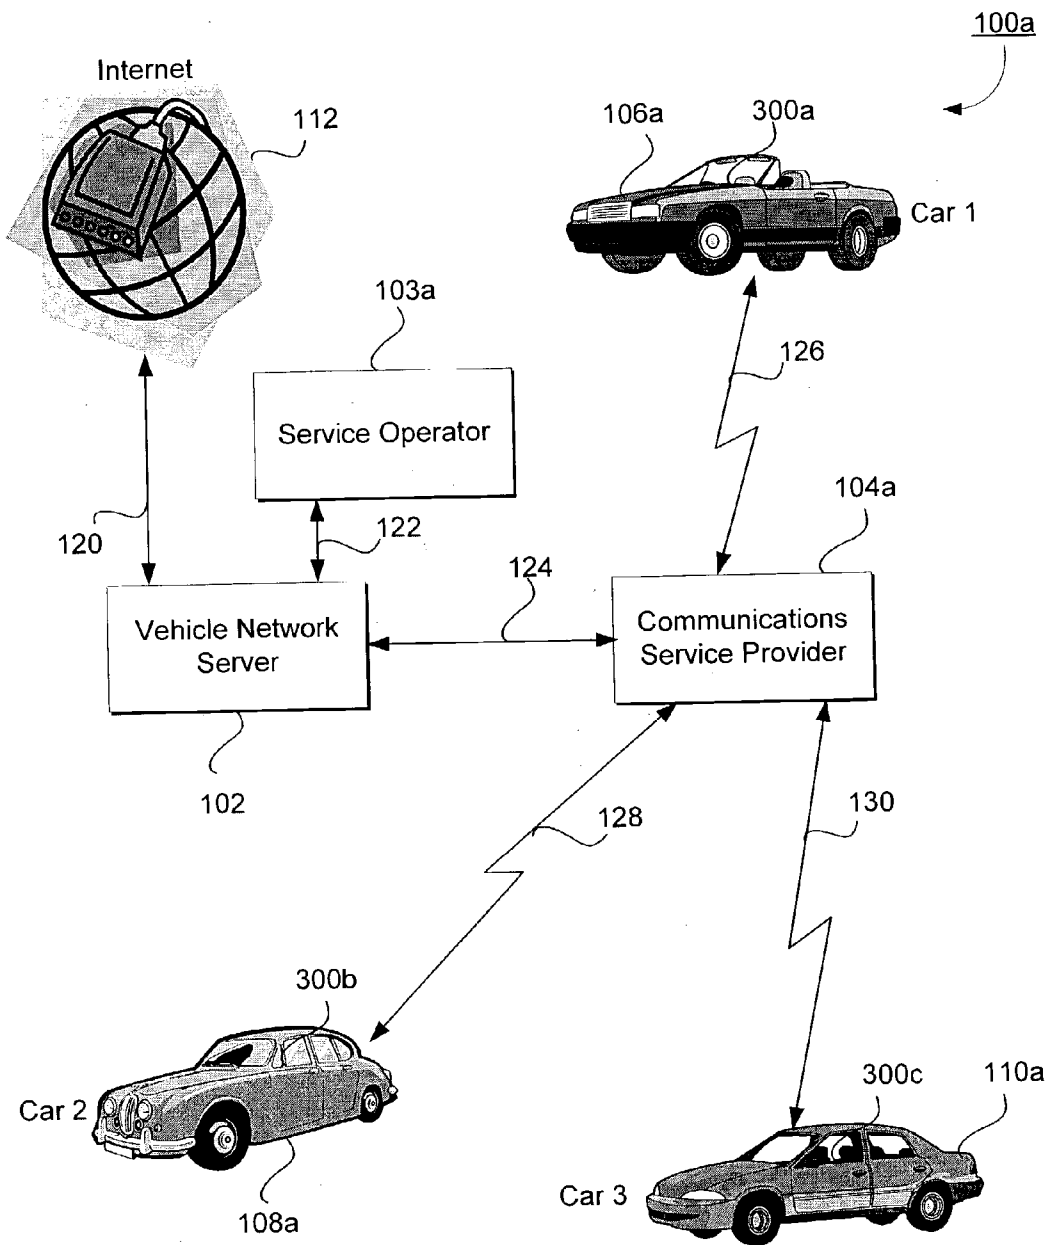 100a
Internet
112
106a
300a
Car 1
103a
126
Service Operator
104a
120
122
124
Vehicle Network
Server
Communications
Service Provider
102
128
130
300b
Car 2
108a
300c
110a
Car 3